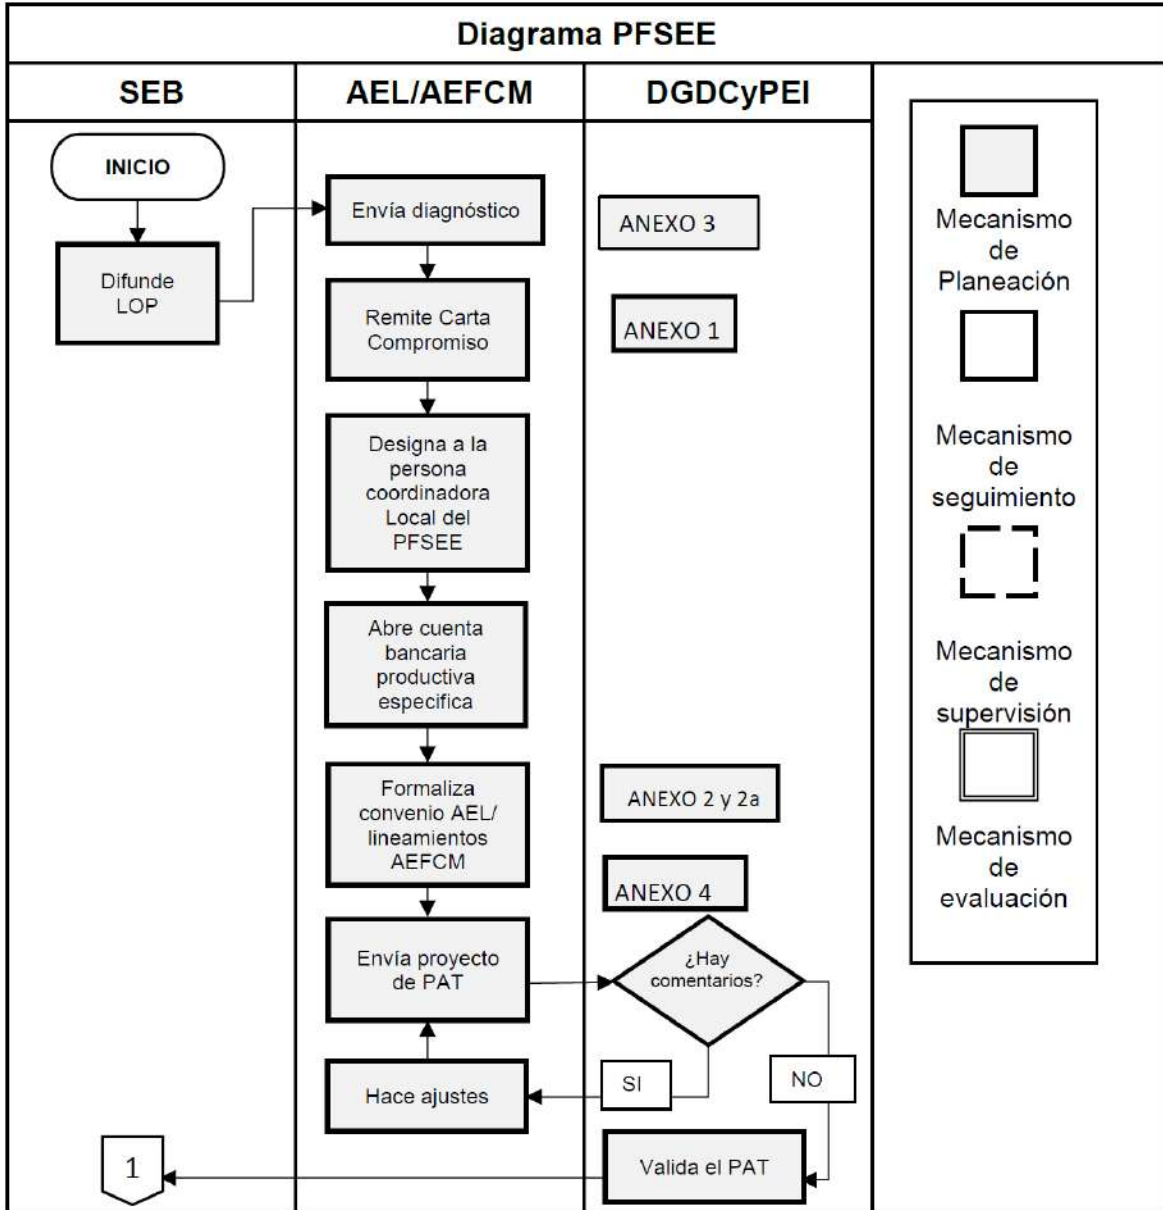 Diagrama PFSEE
SEB
AEL/AEFCM
DGDCyPEI
INICIO
Difunde
LOP
Envía diagnóstico
ANEXO 3
Remite Carta
Compromiso
ANEXO 1
Designa a la
persona
coordinadora
Local del
PFSEE
Abre cuenta
bancaria
productiva
especifica
Formaliza
convenio AEL/
lineamientos
AEFCM
ANEXO 2 y 2a
ANEXO 4
Envía proyecto
de PAT
¿Hay
comentarios?
SI
NO
Hace ajustes
Valida el PAT
1
Mecanismo
de
Planeación
Mecanismo
de
seguimiento
Mecanismo
de
supervisión
Mecanismo
de
evaluación